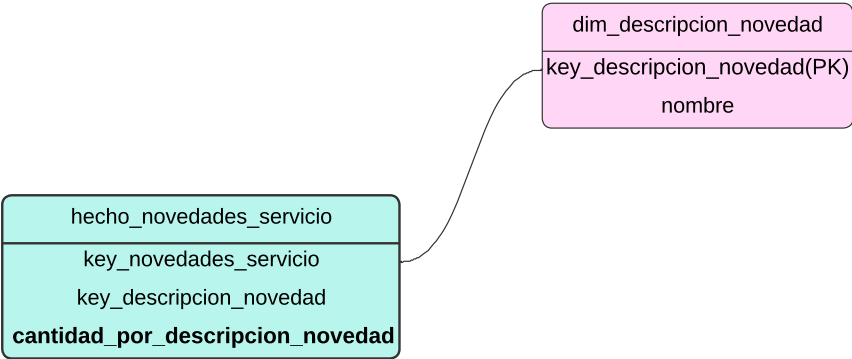 dim_descripcion_novedad
key_descripcion_novedad(PK)
nombre
hecho_novedades_servicio
key_novedades_servicio
key_descripcion_novedad
cantidad_por_descripcion_novedad